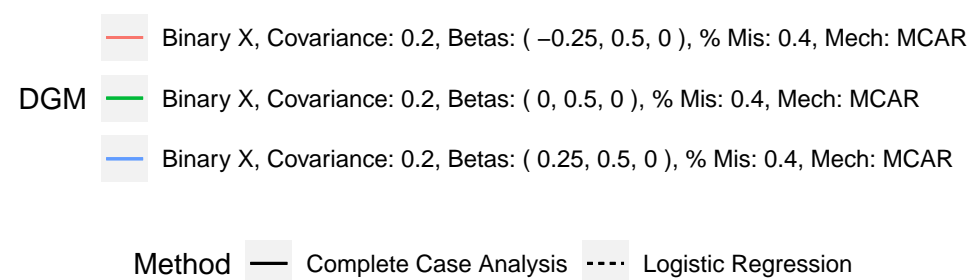 Binary X, Covariance: 0.2, Betas: ( −0.25, 0.5, 0 ), % Mis: 0.4, Mech: MCAR
DGM Binary X, Covariance: 0.2, Betas: ( 0, 0.5, 0 ), % Mis: 0.4, Mech: MCAR
Binary X, Covariance: 0.2, Betas: ( 0.25, 0.5, 0 ), % Mis: 0.4, Mech: MCAR
Method Complete Case Analysis Logistic Regression